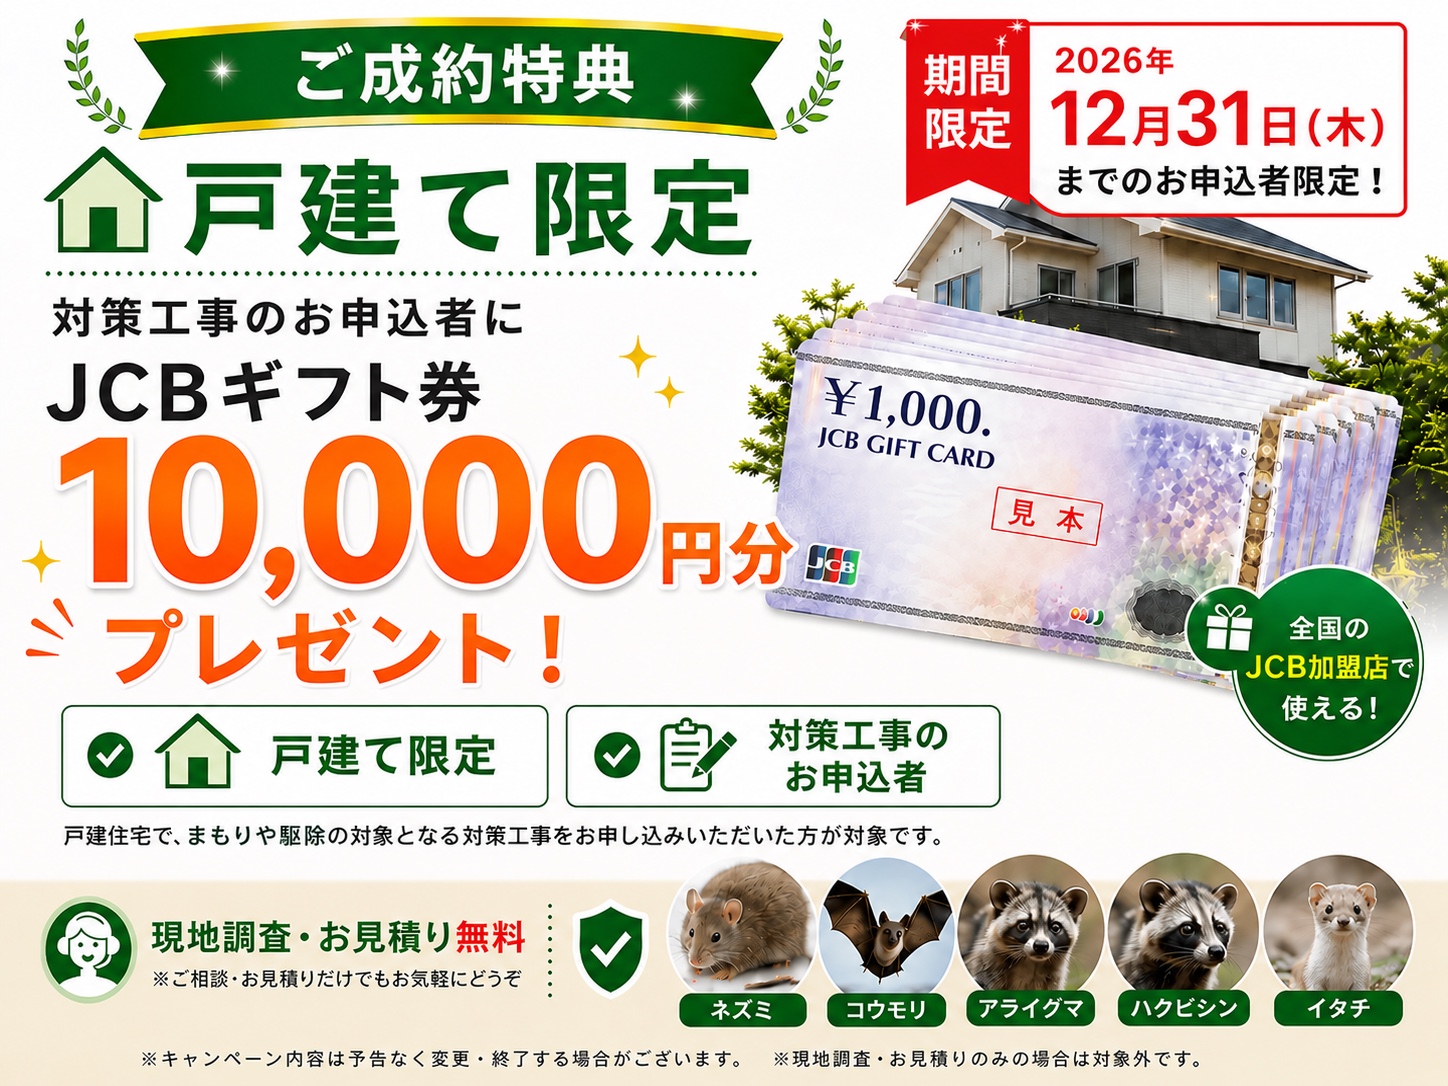 ご成約特典
期間
限定
2026年
12月31日(木)
までのお申込者限定！
戸建て限定
対策工事のお申込者に
JCBギフト券
10,000円分
プレゼント！
¥1,000.
JCB GIFT CARD
見本
JCB
全国の
JCB加盟店で
使える！
戸建て限定
対策工事の
お申込者
戸建住宅で、まもりや駆除の対象となる対策工事をお申し込みいただいた方が対象です。
現地調査・お見積り無料
※ご相談・お見積りだけでもお気軽にどうぞ
ネズミ
コウモリ
アライグマ
ハクビシン
イタチ
※キャンペーン内容は予告なく変更・終了する場合がございます。 ※現地調査・お見積りのみの場合は対象外です。